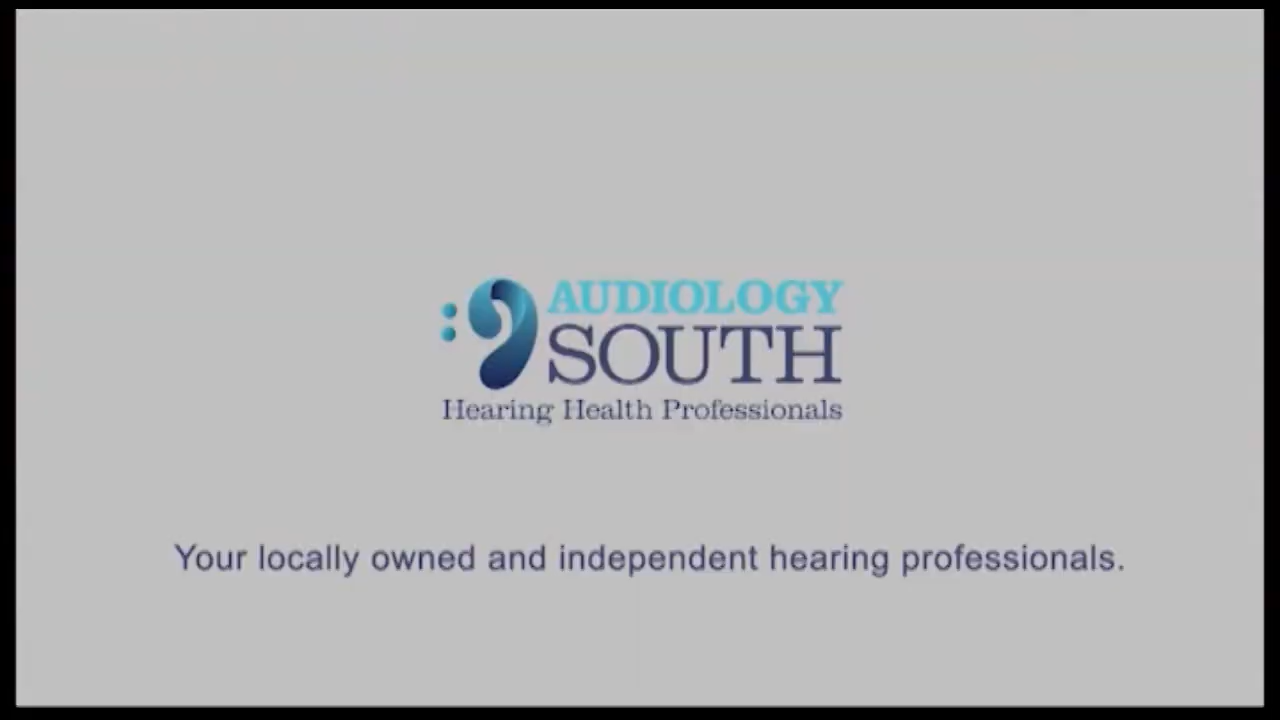 AUDIOLOGY
SOUTH
Hearing Health Professionals
Your locally owned and independent hearing professionals.